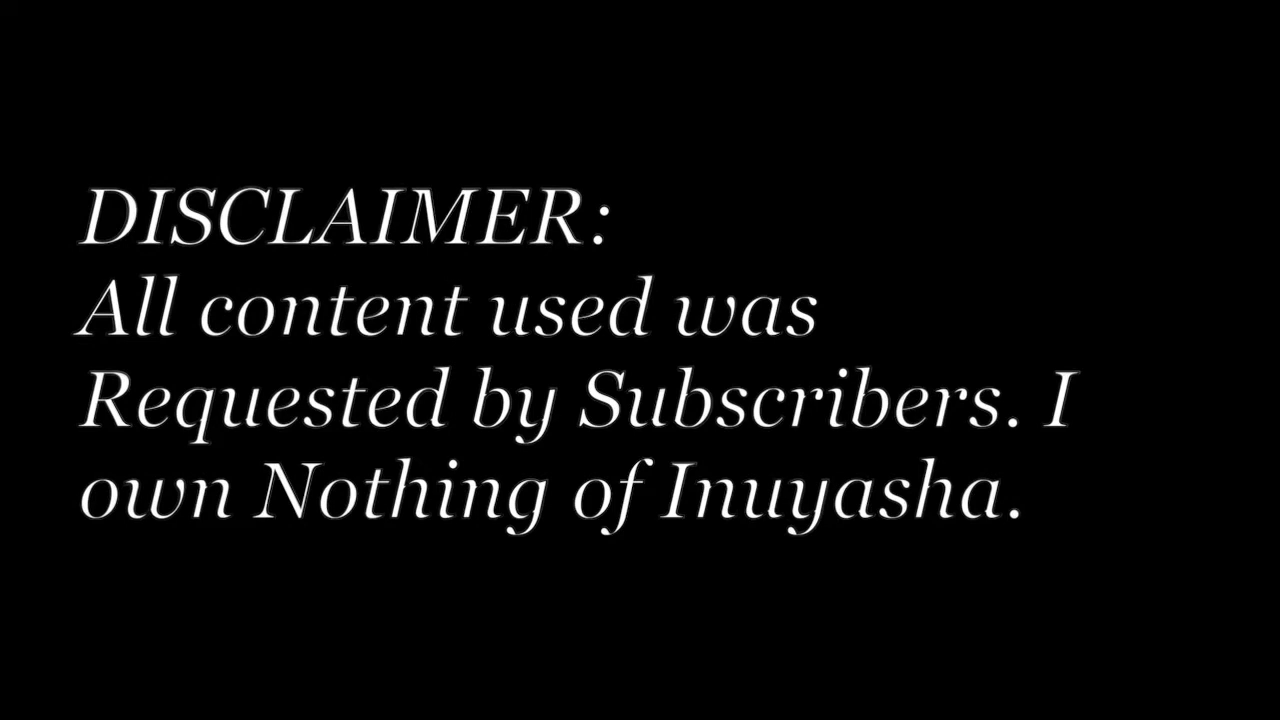 DISCLAIMER:
All content used was
Requested by Subscribers. I
own Nothing of Inuyasha.